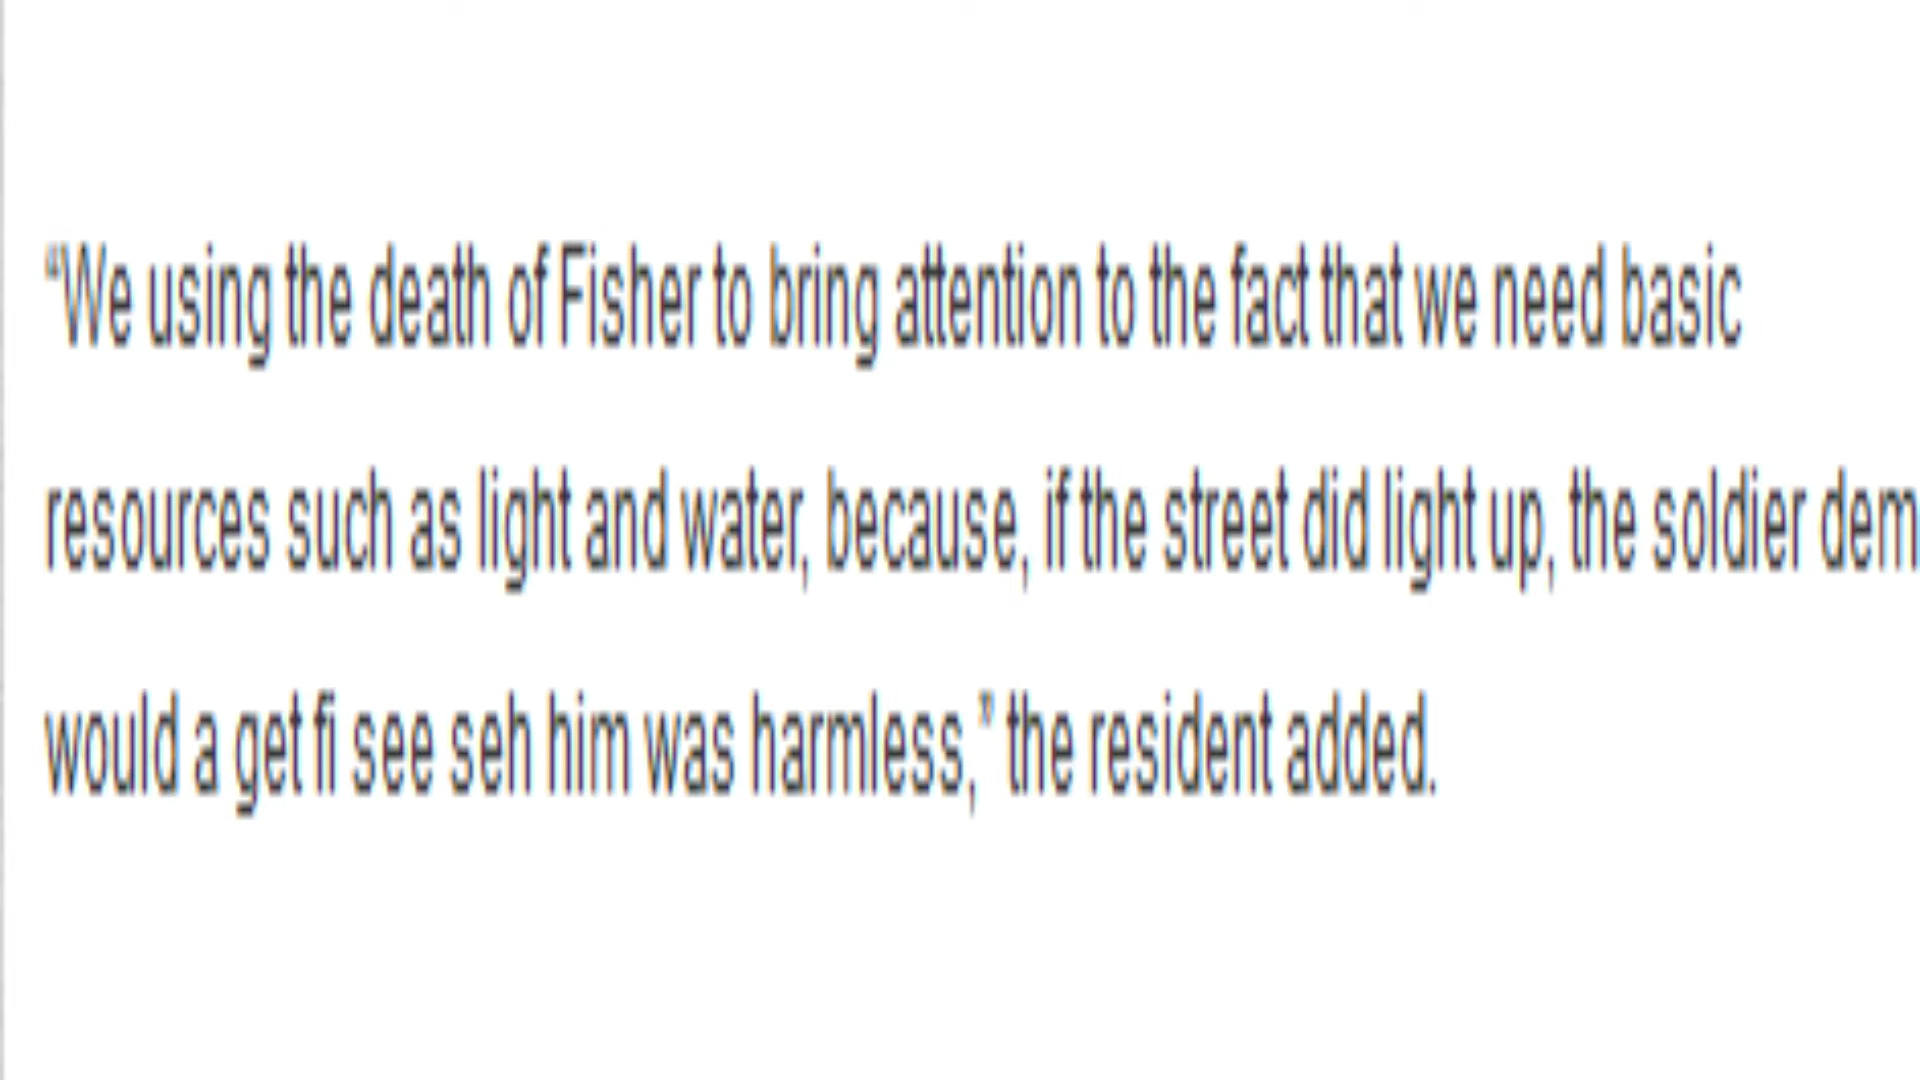 “We using the death of Fisher to bring attention to the fact that we need basic
resources such as light and water, because, if the street did light up, the soldier dem
would a get fi see seh him was harmless,” the resident added.